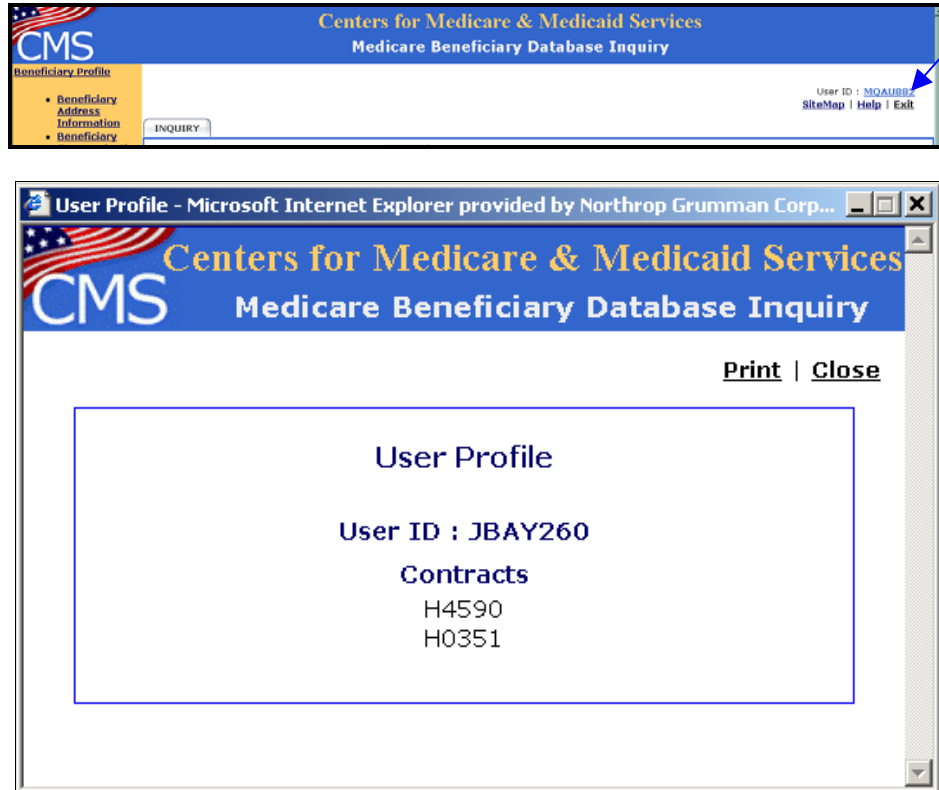 Centers for Medicare & Medicaid Services
CMS
Medicare Beneficiary Database Inquiry
Beneficiary Profile
User ID : MQAU882
• Beneficiary
Address
Information
SiteMap | Help | Exit
• Beneficiary
INQUIRY
User Profile - Microsoft Internet Explorer provided by Northrop Grumman Corp...
Centers for Medicare & Medicaid Services
CMS
Medicare Beneficiary Database Inquiry
Print | Close
User Profile
User ID : JBAY260
Contracts
H4590
H0351